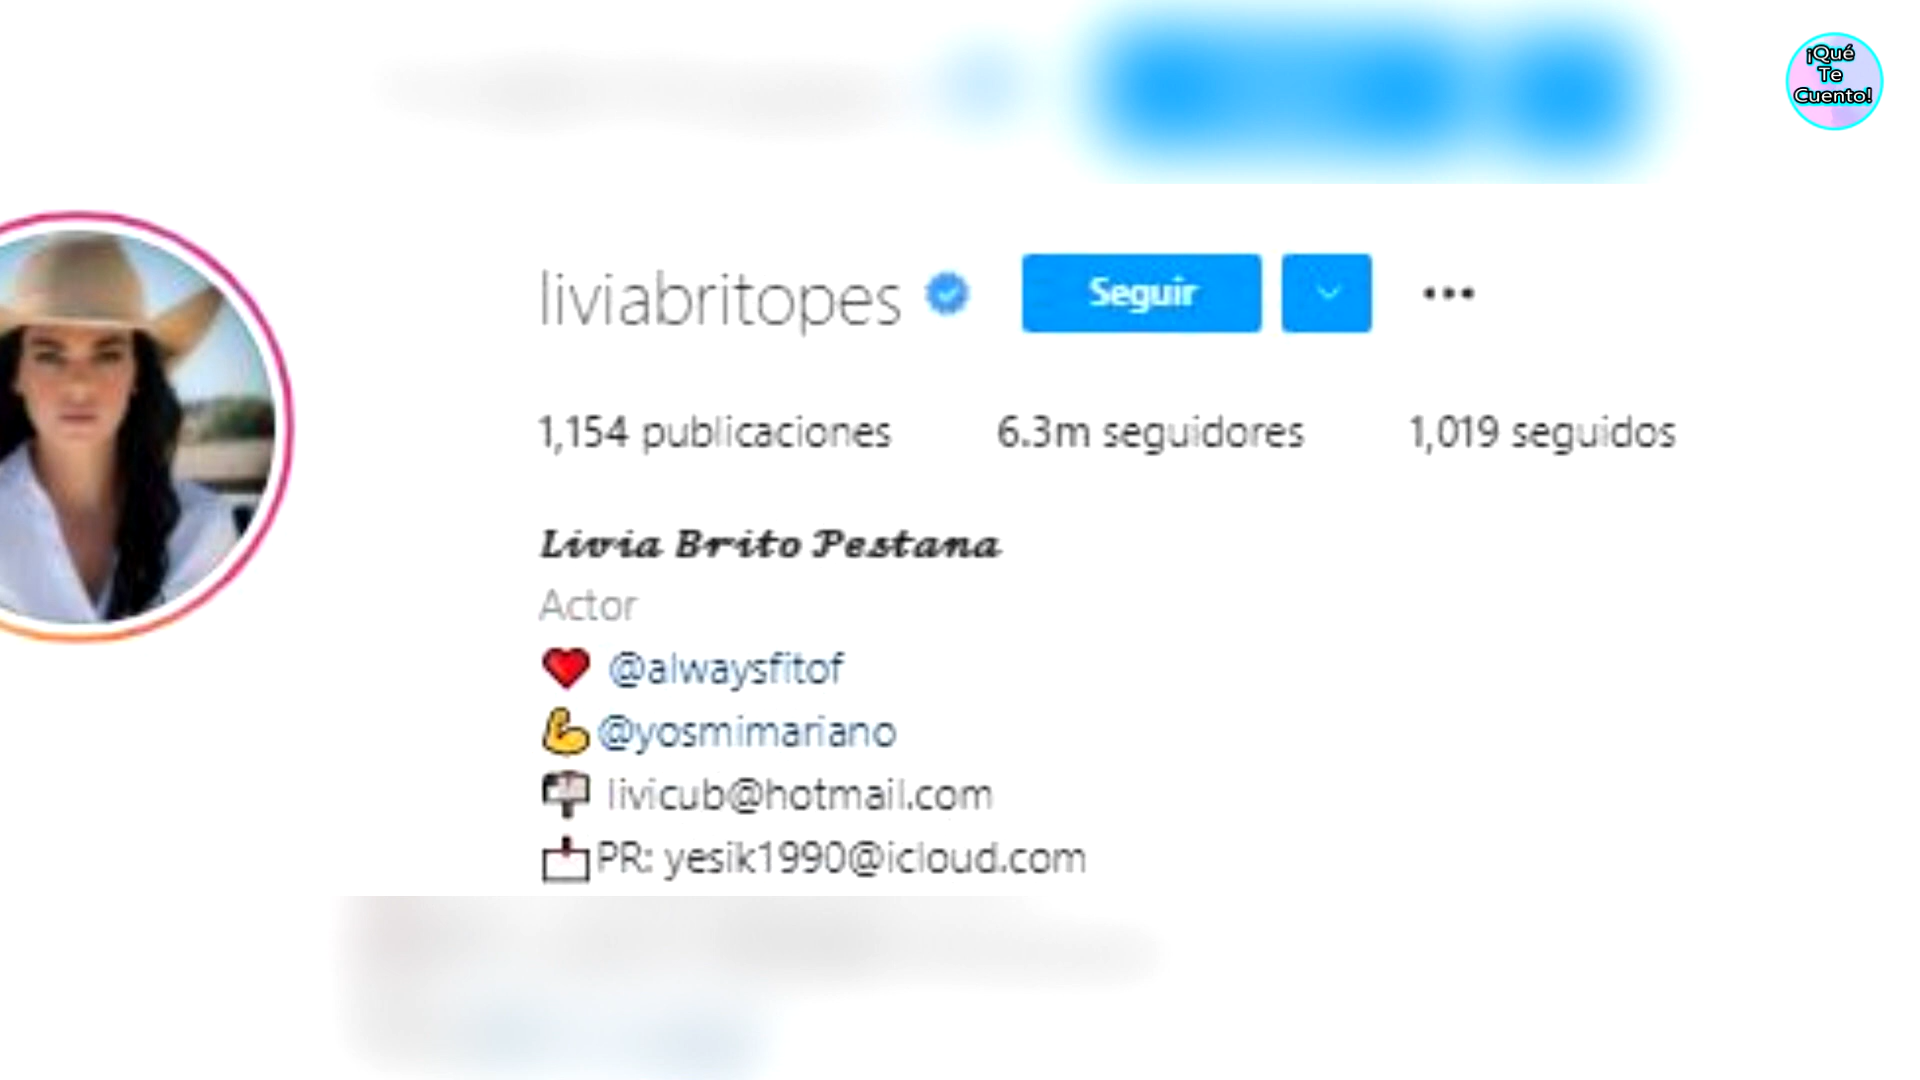 ¡Qué
Te
Cuento!
liviabritopes
Seguir
1,154 publicaciones 6.3m seguidores 1,019 seguidos
Livia Brito Pestana
Actor
❤️ @alwaysfitof
💪@yosmimariano
📭 livicub@hotmail.com
📩PR: yesik1990@icloud.com